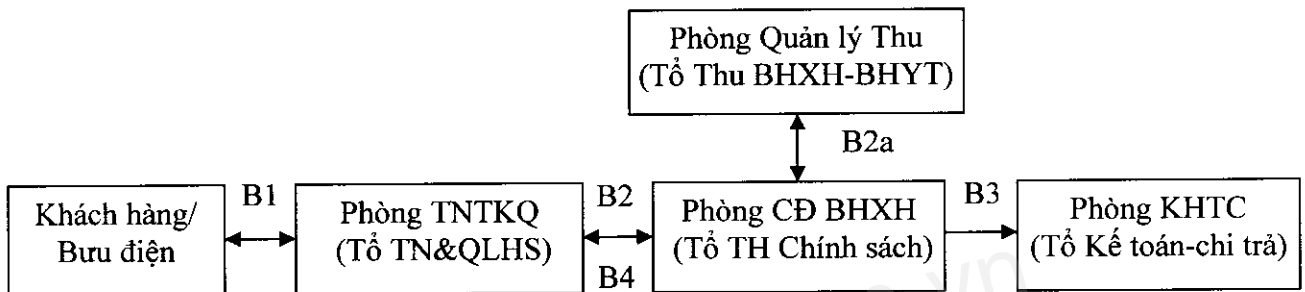 Phòng Quản lý Thu
(Tổ Thu BHXH-BHYT)
B2a
Khách hàng/
Bưu điện
B1
Phòng TNTKQ
(Tổ TN&QLHS)
B2
B4
Phòng CĐ BHXH
(Tổ TH Chính sách)
B3
Phòng KHTC
(Tổ Kế toán-chi trả)